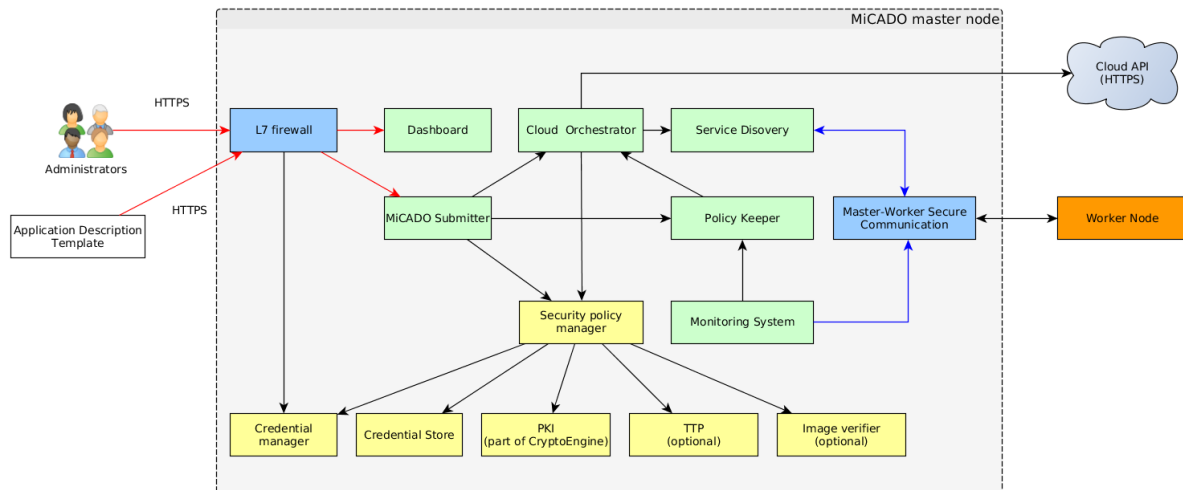 MiCADO master node
Cloud API
(HTTPS)
HTTPS
L7 firewall
Dashboard
Cloud Orchestrator
Service Disovery
Administrators
HTTPS
Application Description
Template
MiCADO Submitter
Policy Keeper
Master-Worker Secure
Communication
Worker Node
Security policy
manager
Monitoring System
Credential
manager
Credential Store
PKI
(part of CryptoEngine)
TTP
(optional)
Image verifier
(optional)